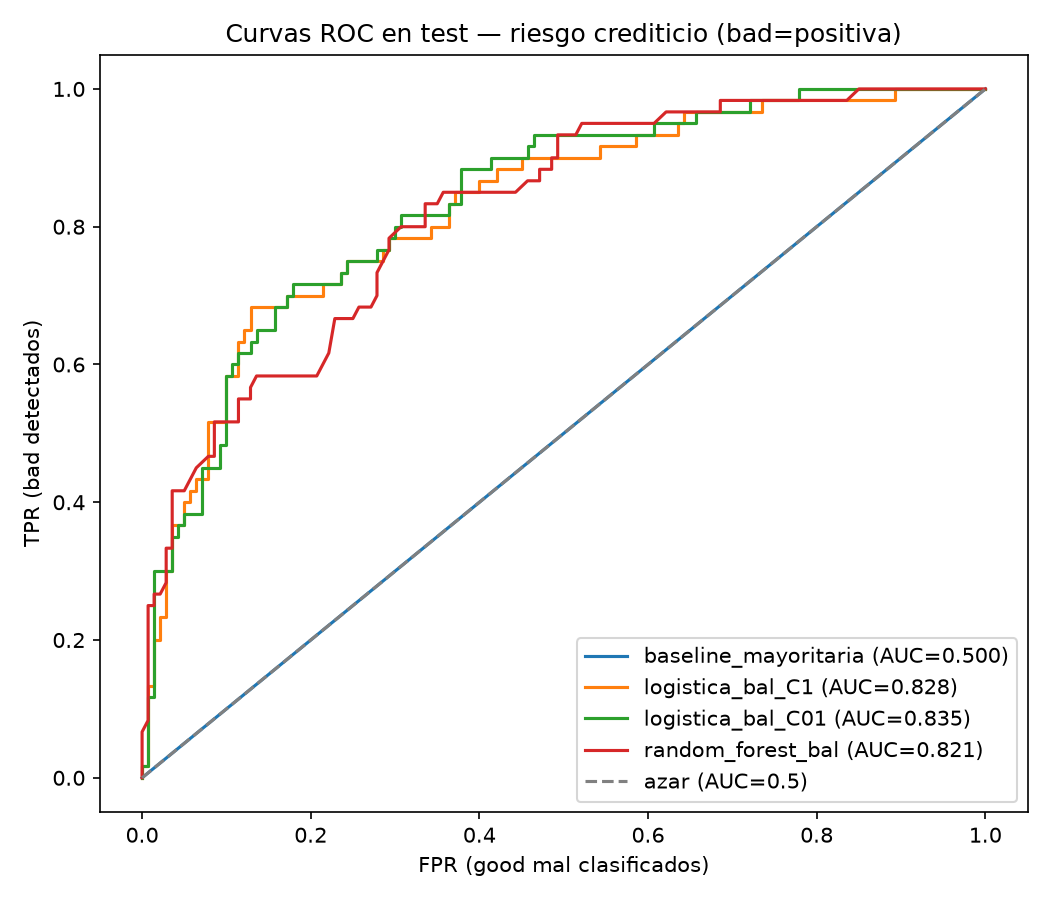 Curvas ROC en test — riesgo crediticio (bad=positiva)
TPR (bad detectados)
1.0
0.8
0.6
0.4
0.2
0.0
0.0 0.2 0.4 0.6 0.8 1.0
FPR (good mal clasificados)
baseline_mayoritaria (AUC=0.500)
logistica_bal_C1 (AUC=0.828)
logistica_bal_C01 (AUC=0.835)
random_forest_bal (AUC=0.821)
azar (AUC=0.5)